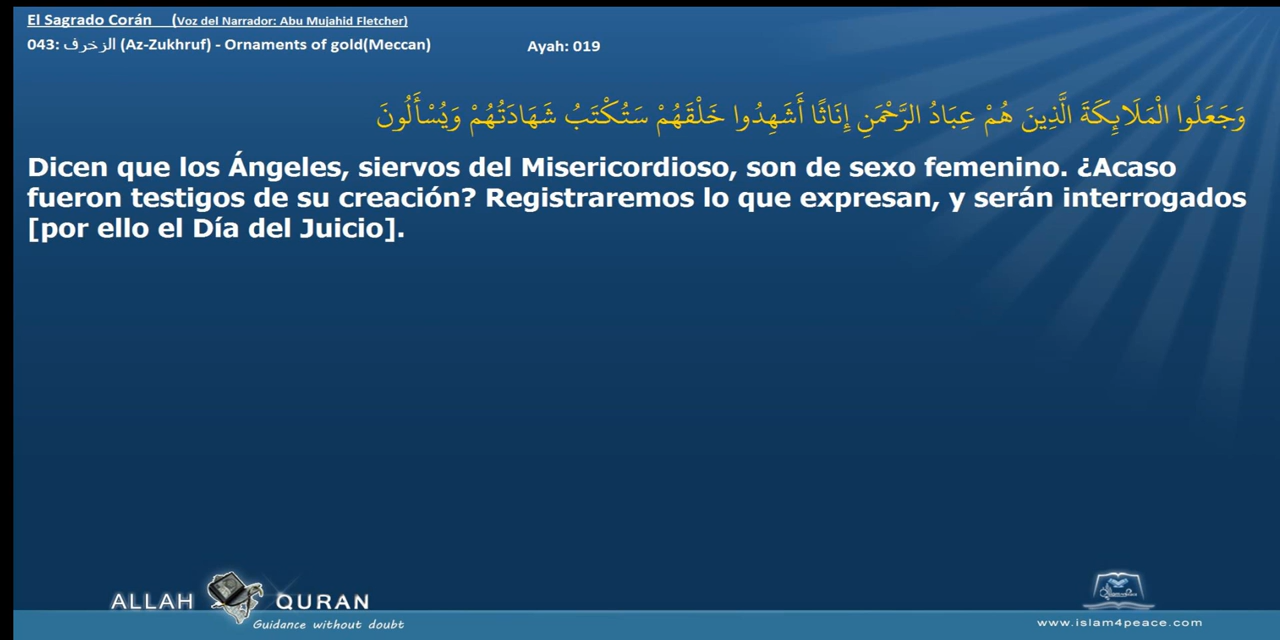 El Sagrado Corán (Voz del Narrador: Abu Mujahid Fletcher)
043: الزخرف (Az-Zukhruf) - Ornaments of gold(Meccan) Ayah: 019
وَجَعَلُوا الْمَلَائِكَةَ الَّذِينَ هُمْ عِبَادُ الرَّحْمَنِ إِنَاثًا أَشَهِدُوا خَلْقَهُمْ سَتُكْتَبُ شَهَادَتُهُمْ وَيُسْأَلُونَ
Dicen que los Ángeles, siervos del Misericordioso, son de sexo femenino. ¿Acaso
fueron testigos de su creación? Registraremos lo que expresan, y serán interrogados
[por ello el Día del Juicio].
ALLAH QURAN
Guidance without doubt
www.islam4peace.com